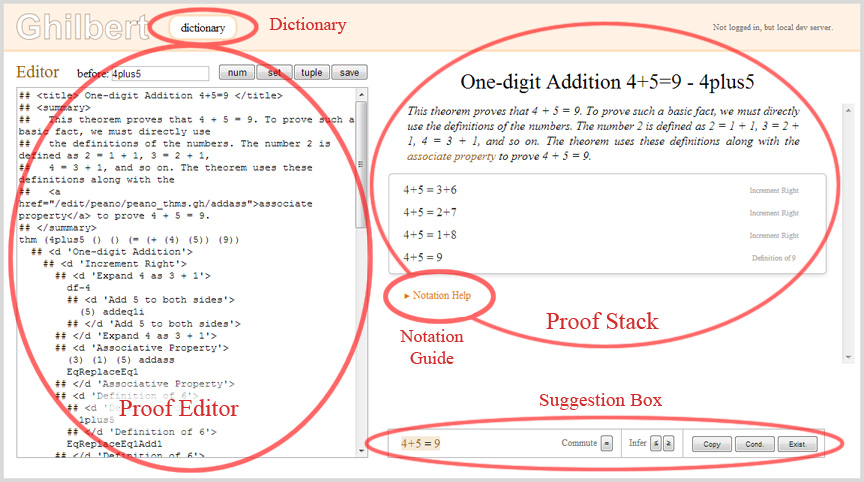 Ghilbert
dictionary
Dictionary
Not logged in, but local dev server.
Editor
before: 4plus5
num set tuple save
## <title> One-digit Addition 4+5=9 </title>
## <summary>
##   This theorem proves that 4 + 5 = 9. To prove such a
basic fact, we must directly use
##   the definitions of the numbers. The number 2 is
defined as 2 = 1 + 1, 3 = 2 + 1,
##   4 = 3 + 1, and so on. The theorem uses these
definitions along with the
##   <a
href="/edit/peano/peano_thms.gh/addass">associate
property</a> to prove 4 + 5 = 9.
## </summary>
thm (4plus5 () () (= (+ (4) (5)) (9))
## <d 'One-digit Addition'>
## <d 'Increment Right'>
## <d 'Expand 4 as 3 + 1'>
df-4
## <d 'Add 5 to both sides'>
(5) addeq1i
## </d 'Add 5 to both sides'>
## </d 'Expand 4 as 3 + 1'>
## <d 'Associative Property'>
(3) (1) (5) addass
EqReplaceEq1
## </d 'Associative Property'>
## <d 'Definition of 6'>
## <d 'D
1plus5
## </d 'Definition of 6'>
EqReplaceEq1Add1
## </d 'Definition of 6'>
Proof Editor
One-digit Addition 4+5=9 - 4plus5
This theorem proves that 4 + 5 = 9. To prove such a basic fact, we must directly
use the definitions of the numbers. The number 2 is defined as 2 = 1 + 1, 3 = 2 +
1, 4 = 3 + 1, and so on. The theorem uses these definitions along with the
associate property to prove 4 + 5 = 9.
4+5 = 3+6 Increment Right
4+5 = 2+7 Increment Right
4+5 = 1+8 Increment Right
4+5 = 9 Definition of 9
► Notation Help
Notation
Guide
Proof Stack
Suggestion Box
4+5 = 9 Commute = Infer ≤ ≥ Copy Cond. Exist.